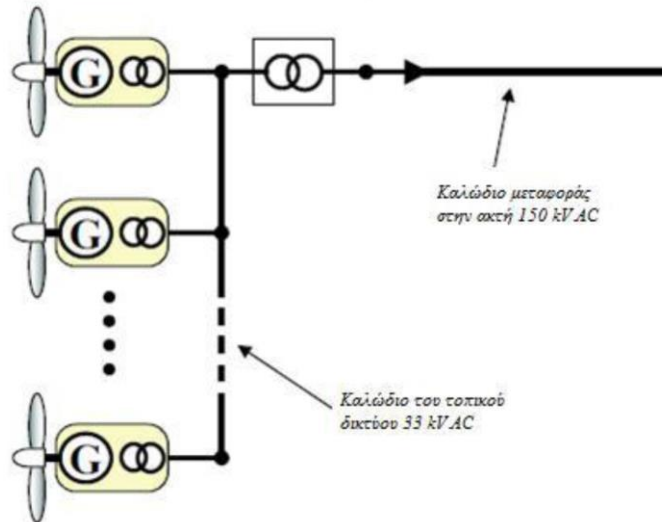 G
Καλώδιο μεταφοράς
στην ακτή 150 kV AC
G
Καλώδιο του τοπικού
δικτύου 33 kV AC
G